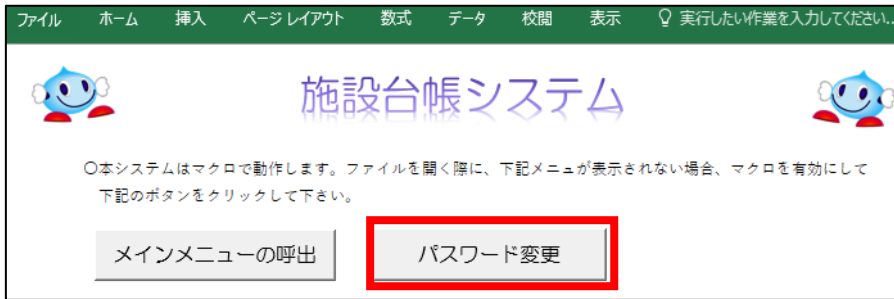 ファイル ホーム 挿入 ページ レイアウト 数式 データ 校閲 表示 実行したい作業を入力してください...
施設台帳システム
〇本システムはマクロで動作します。ファイルを開く際に、下記メニュが表示されない場合、マクロを有効にして
下記のボタンをクリックして下さい。
メインメニューの呼出 パスワード変更